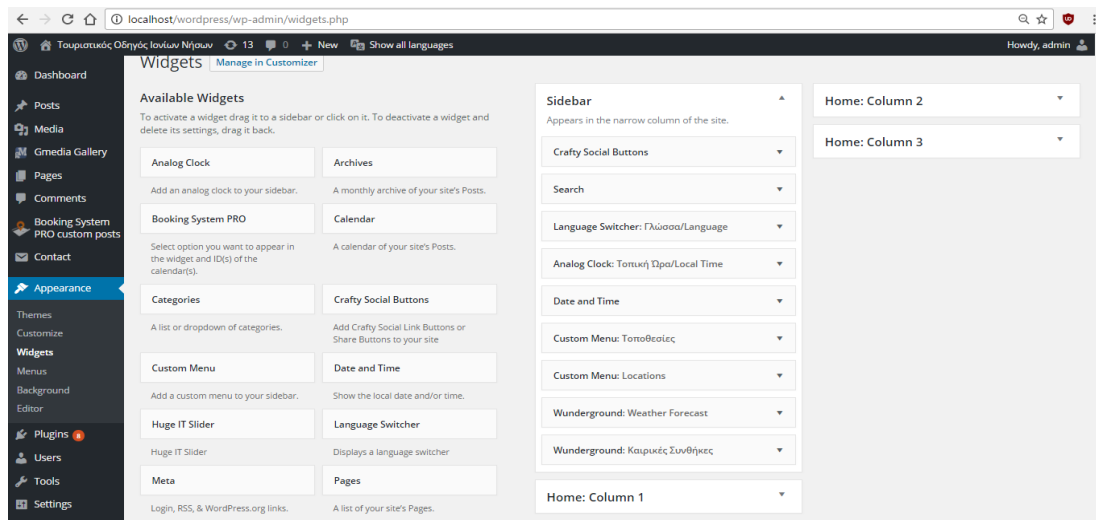 localhost/wordpress/wp-admin/widgets.php
Τουριστικός Οδηγός Ιονίων Νήσων 13 0 + New Show all languages Howdy, admin
Dashboard
Posts
Media
Gmedia Gallery
Pages
Comments
Booking System
PRO custom posts
Contact
Appearance
Themes
Customize
Widgets
Menus
Background
Editor
Plugins 8
Users
Tools
Settings
Widgets Manage in Customizer
Available Widgets
To activate a widget drag it to a sidebar or click on it. To deactivate a widget and
delete its settings, drag it back.
Analog Clock
Add an analog clock to your sidebar.
Archives
A monthly archive of your site's Posts.
Booking System PRO
Select option you want to appear in
the widget and ID(s) of the
calendar(s).
Calendar
A calendar of your site's Posts.
Categories
A list or dropdown of categories.
Crafty Social Buttons
Add Crafty Social Link Buttons or
Share Buttons to your site
Custom Menu
Add a custom menu to your sidebar.
Date and Time
Show the local date and/or time.
Huge IT Slider
Huge IT Slider
Language Switcher
Displays a language switcher
Meta
Login, RSS, & WordPress.org links.
Pages
A list of your site's Pages.
Sidebar
Appears in the narrow column of the site.
Crafty Social Buttons
Search
Language Switcher: Γλώσσα/Language
Analog Clock: Τοπική Ώρα/Local Time
Date and Time
Custom Menu: Τοποθεσίες
Custom Menu: Locations
Wunderground: Weather Forecast
Wunderground: Καιρικές Συνθήκες
Home: Column 1
Home: Column 2
Home: Column 3